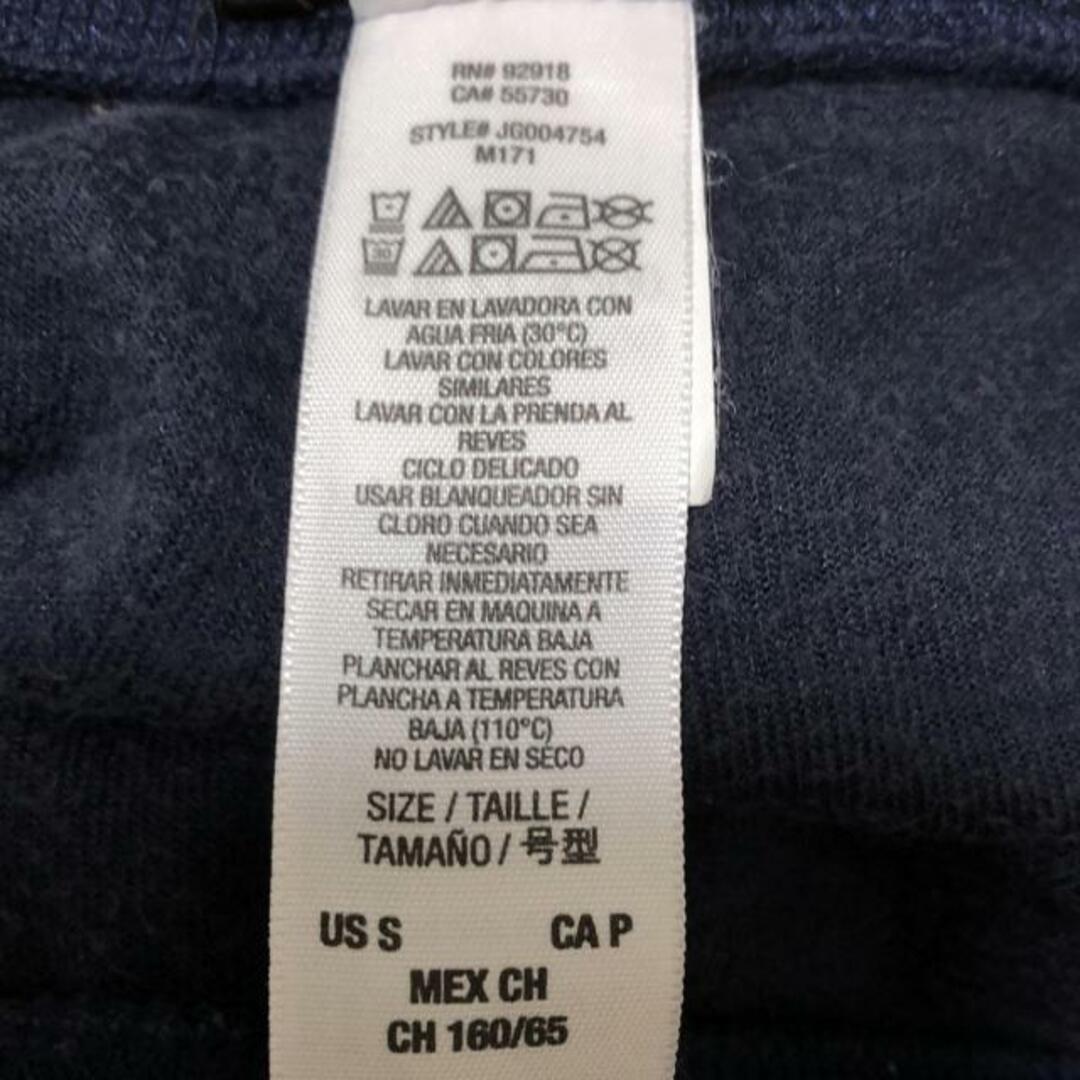 RN# 92918
CA# 55730
STYLE# JG004754
M171
30
LAVAR EN LAVADORA CON
AGUA FRIA (30°C)
LAVAR CON COLORES
SIMILARES
LAVAR CON LA PRENDA AL
REVES
CICLO DELICADO
USAR BLANQUEADOR SIN
CLORO CUANDO SEA
NECESARIO
RETIRAR INMEDIATAMENTE
SECAR EN MAQUINA A
TEMPERATURA BAJA
PLANCHAR AL REVES CON
PLANCHA A TEMPERATURA
BAJA (110°C)
NO LAVAR EN SECO
SIZE / TAILLE /
TAMAÑO / 号型
US S CA P
MEX CH
CH 160/65